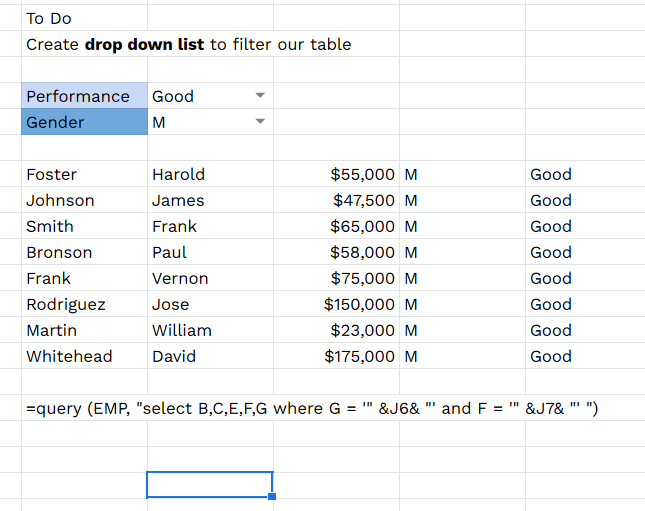 To Do
Create drop down list to filter our table
Performance Good
Gender M
Foster Harold $55,000 M Good
Johnson James $47,500 M Good
Smith Frank $65,000 M Good
Bronson Paul $58,000 M Good
Frank Vernon $75,000 M Good
Rodriguez Jose $150,000 M Good
Martin William $23,000 M Good
Whitehead David $175,000 M Good
=query (EMP, "select B,C,E,F,G where G = '" &J6& "' and F = '" &J7& "' ")